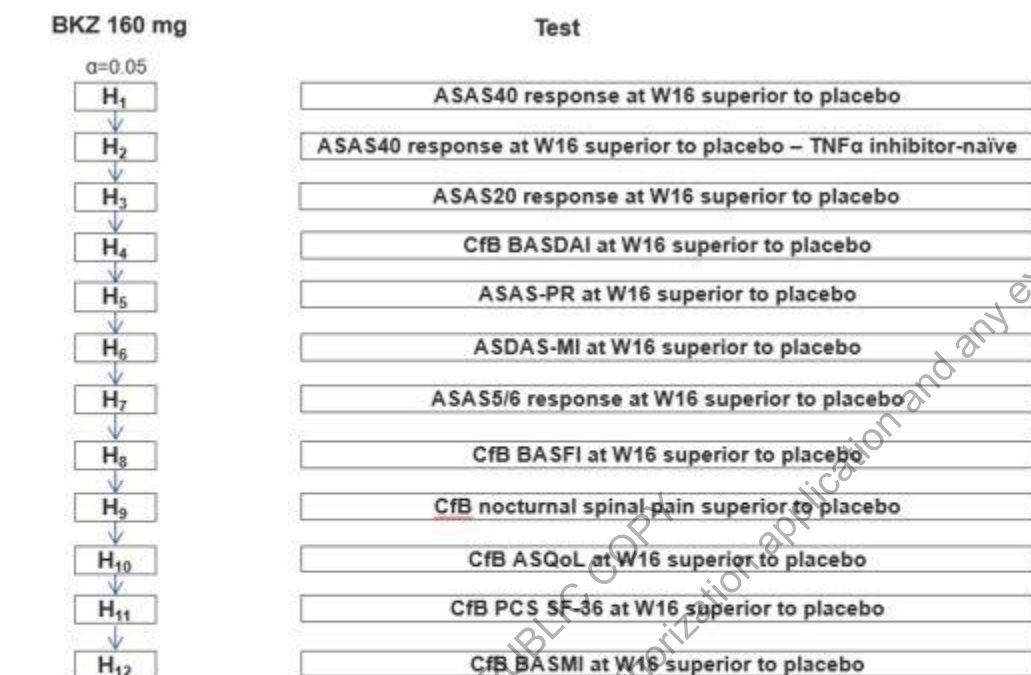 BKZ 160 mg Test
α=0.05
H1 ASAS40 response at W16 superior to placebo
H2 ASAS40 response at W16 superior to placebo – TNFα inhibitor-naïve
H3 ASAS20 response at W16 superior to placebo
H4 CfB BASDAI at W16 superior to placebo
H5 ASAS-PR at W16 superior to placebo
H6 ASDAS-MI at W16 superior to placebo
H7 ASAS5/6 response at W16 superior to placebo
H8 CfB BASFI at W16 superior to placebo
H9 CfB nocturnal spinal pain superior to placebo
H10 CfB ASQoL at W16 superior to placebo
H11 CfB PCS SF-36 at W16 superior to placebo
H12 CfB BASMI at W16 superior to placebo
COPY
application and any